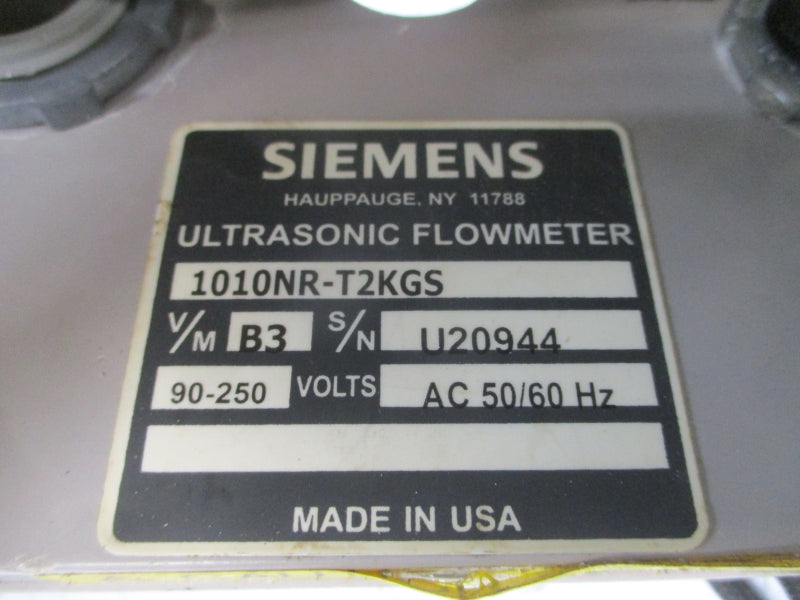 SIEMENS
HAUPPAUGE, NY 11788
ULTRASONIC FLOWMETER
1010NR-T2KGS
V/M B3 S/N U20944
90-250 VOLTS AC 50/60 Hz
MADE IN USA